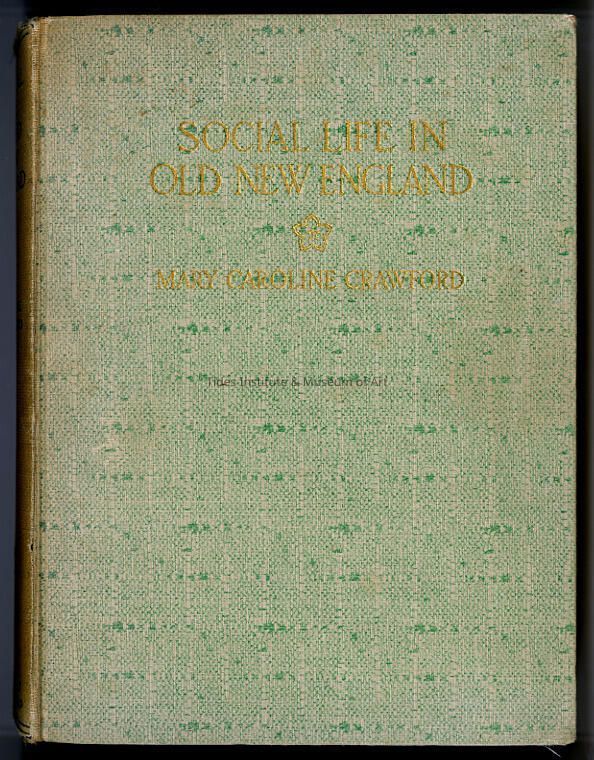 SOCIAL LIFE IN
OLD NEW ENGLAND
MARY CAROLINE CRAWFORD
Tides Institute & Museum of Art